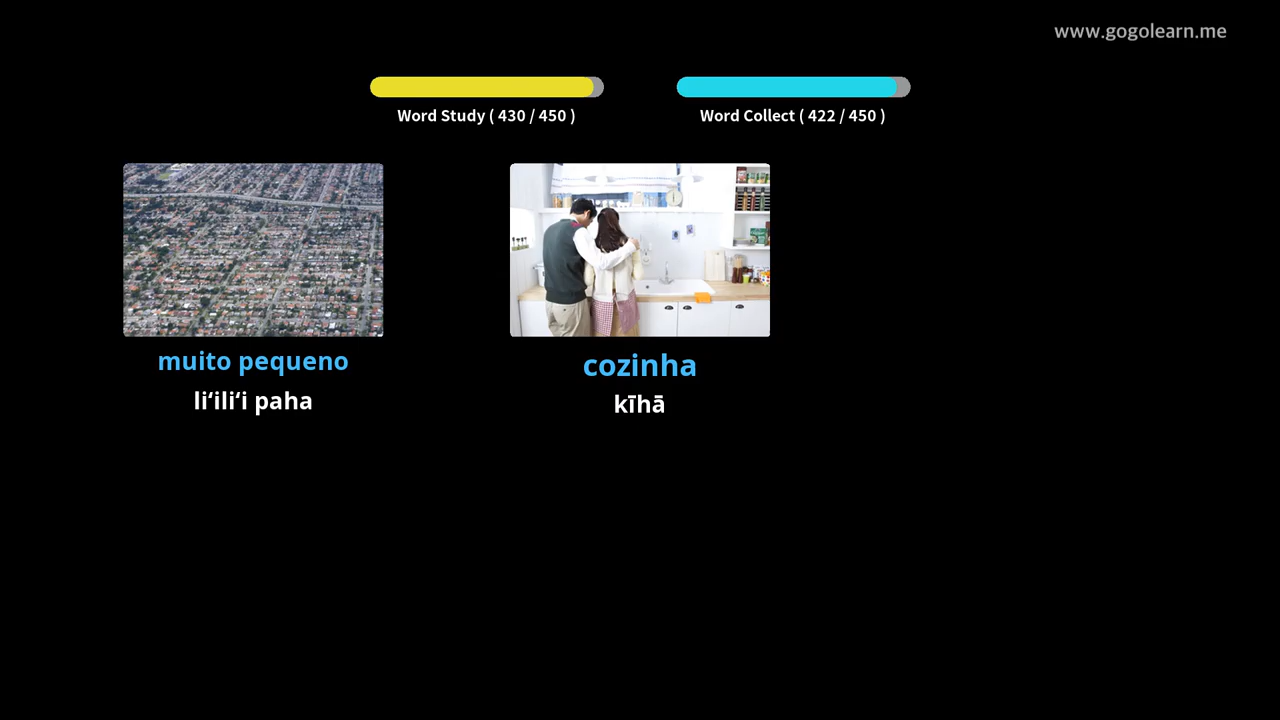 www.gogolearn.me
Word Study ( 430 / 450 )
Word Collect ( 422 / 450 )
muito pequeno
liʻiliʻi paha
cozinha
kīhā